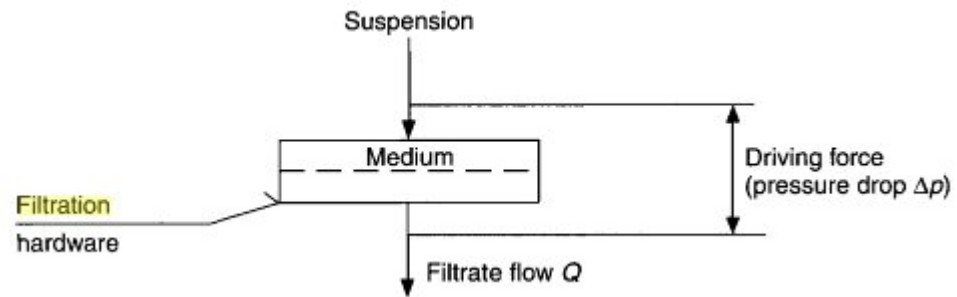 Suspension
Medium
Driving force
(pressure drop Δp)
Filtration
hardware
Filtrate flow Q